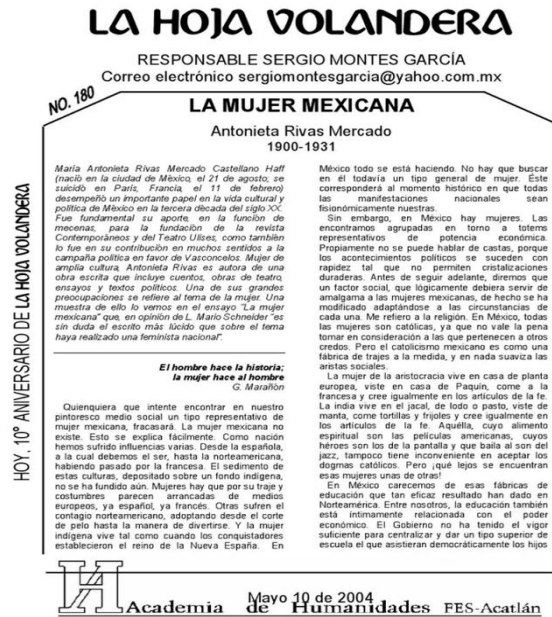 LA HOJA VOLANDERA
RESPONSABLE SERGIO MONTES GARCÍA
Correo electrónico sergiomontesgarcia@yahoo.com.mx
NO. 180
LA MUJER MEXICANA
Antonieta Rivas Mercado
1900-1931
HOY, 10º ANIVERSARIO DE LA HOJA VOLANDERA
María Antonieta Rivas Mercado Castellano Haff
(nació en la ciudad de México, el 21 de agosto; se
suicidó en París, Francia, el 11 de febrero)
desempeñó un importante papel en la vida cultural y
política de México en la tercera década del siglo XX.
Fue fundamental su aporte, en la función de
mecenas, para la fundación de la revista
Contemporáneos y del Teatro Ulises, como también
lo fue en su contribución en muchos sentidos a la
campaña política en favor de Vasconcelos. Mujer de
amplia cultura, Antonieta Rivas es autora de una
obra escrita que incluye cuentos, obras de teatro,
ensayos y textos políticos. Una de sus grandes
preocupaciones se refiere al tema de la mujer. Una
muestra de ello lo vemos en el ensayo "La mujer
mexicana" que, en opinión de L. Mario Schneider "es
sin duda el escrito más lúcido que sobre el tema
haya realizado una feminista nacional".
El hombre hace la historia;
la mujer hace al hombre
G. Marañón
Quienquiera que intente encontrar en nuestro
pintoresco medio social un tipo representativo de
mujer mexicana, fracasará. La mujer mexicana no
existe. Esto se explica fácilmente. Como nación
hemos sufrido influencias varias. Desde la española,
a la cual debemos el ser, hasta la norteamericana,
habiendo pasado por la francesa. El sedimento de
estas culturas, depositado sobre un fondo indígena,
no se ha fundido aún. Mujeres hay que por su traje y
costumbres parecen arrancadas de medios
europeos, ya español, ya francés. Otras sufren el
contagio norteamericano, adoptando desde el corte
de pelo hasta la manera de divertirse. Y la mujer
indígena vive tal como cuando los conquistadores
establecieron el reino de la Nueva España. En
México todo se está haciendo. No hay que buscar
en él todavía un tipo general de mujer. Este
corresponderá al momento histórico en que todas
las manifestaciones nacionales sean
fisionómicamente nuestras.
Sin embargo, en México hay mujeres. Las
encontramos agrupadas en torno a totems
representativos de potencia económica.
Propiamente no se puede hablar de castas, porque
los acontecimientos políticos se suceden con
rapidez tal que no permiten cristalizaciones
duraderas. Antes de seguir adelante, diremos que
un factor social, que lógicamente debiera servir de
amalgama a las mujeres mexicanas, de hecho se ha
modificado adaptándose a las circunstancias de
cada una. Me refiero a la religión. En México, todas
las mujeres son católicas, ya que no vale la pena
tomar en consideración a las que pertenecen a otros
credos. Pero el catolicismo mexicano es como una
fábrica de trajes a la medida, y en nada suaviza las
aristas sociales.
La mujer de la aristocracia vive en casa de planta
europea, viste en casa de Paquín, come a la
francesa y cree igualmente en los artículos de la fe.
La india vive en el jacal, de lodo o pasto, viste de
manta, come tortillas y frijoles y cree igualmente en
los artículos de la fe. Aquélla, cuyo alimento
espiritual son las películas americanas, cuyos
héroes son los de la pantalla y que baila al son del
jazz, tampoco tiene inconveniente en aceptar los
dogmas católicos. Pero ¡qué lejos se encuentran
esas mujeres unas de otras!
En México carecemos de esas fábricas de
educación que tan eficaz resultado han dado en
Norteamérica. Entre nosotros, la educación también
está íntimamente relacionada con el poder
económico. El Gobierno no ha tenido el vigor
suficiente para centralizar y dar un tipo superior de
escuela el que asistieran democráticamente los hijos
Mayo 10 de 2004
Academia de Humanidades FES-Acatlán